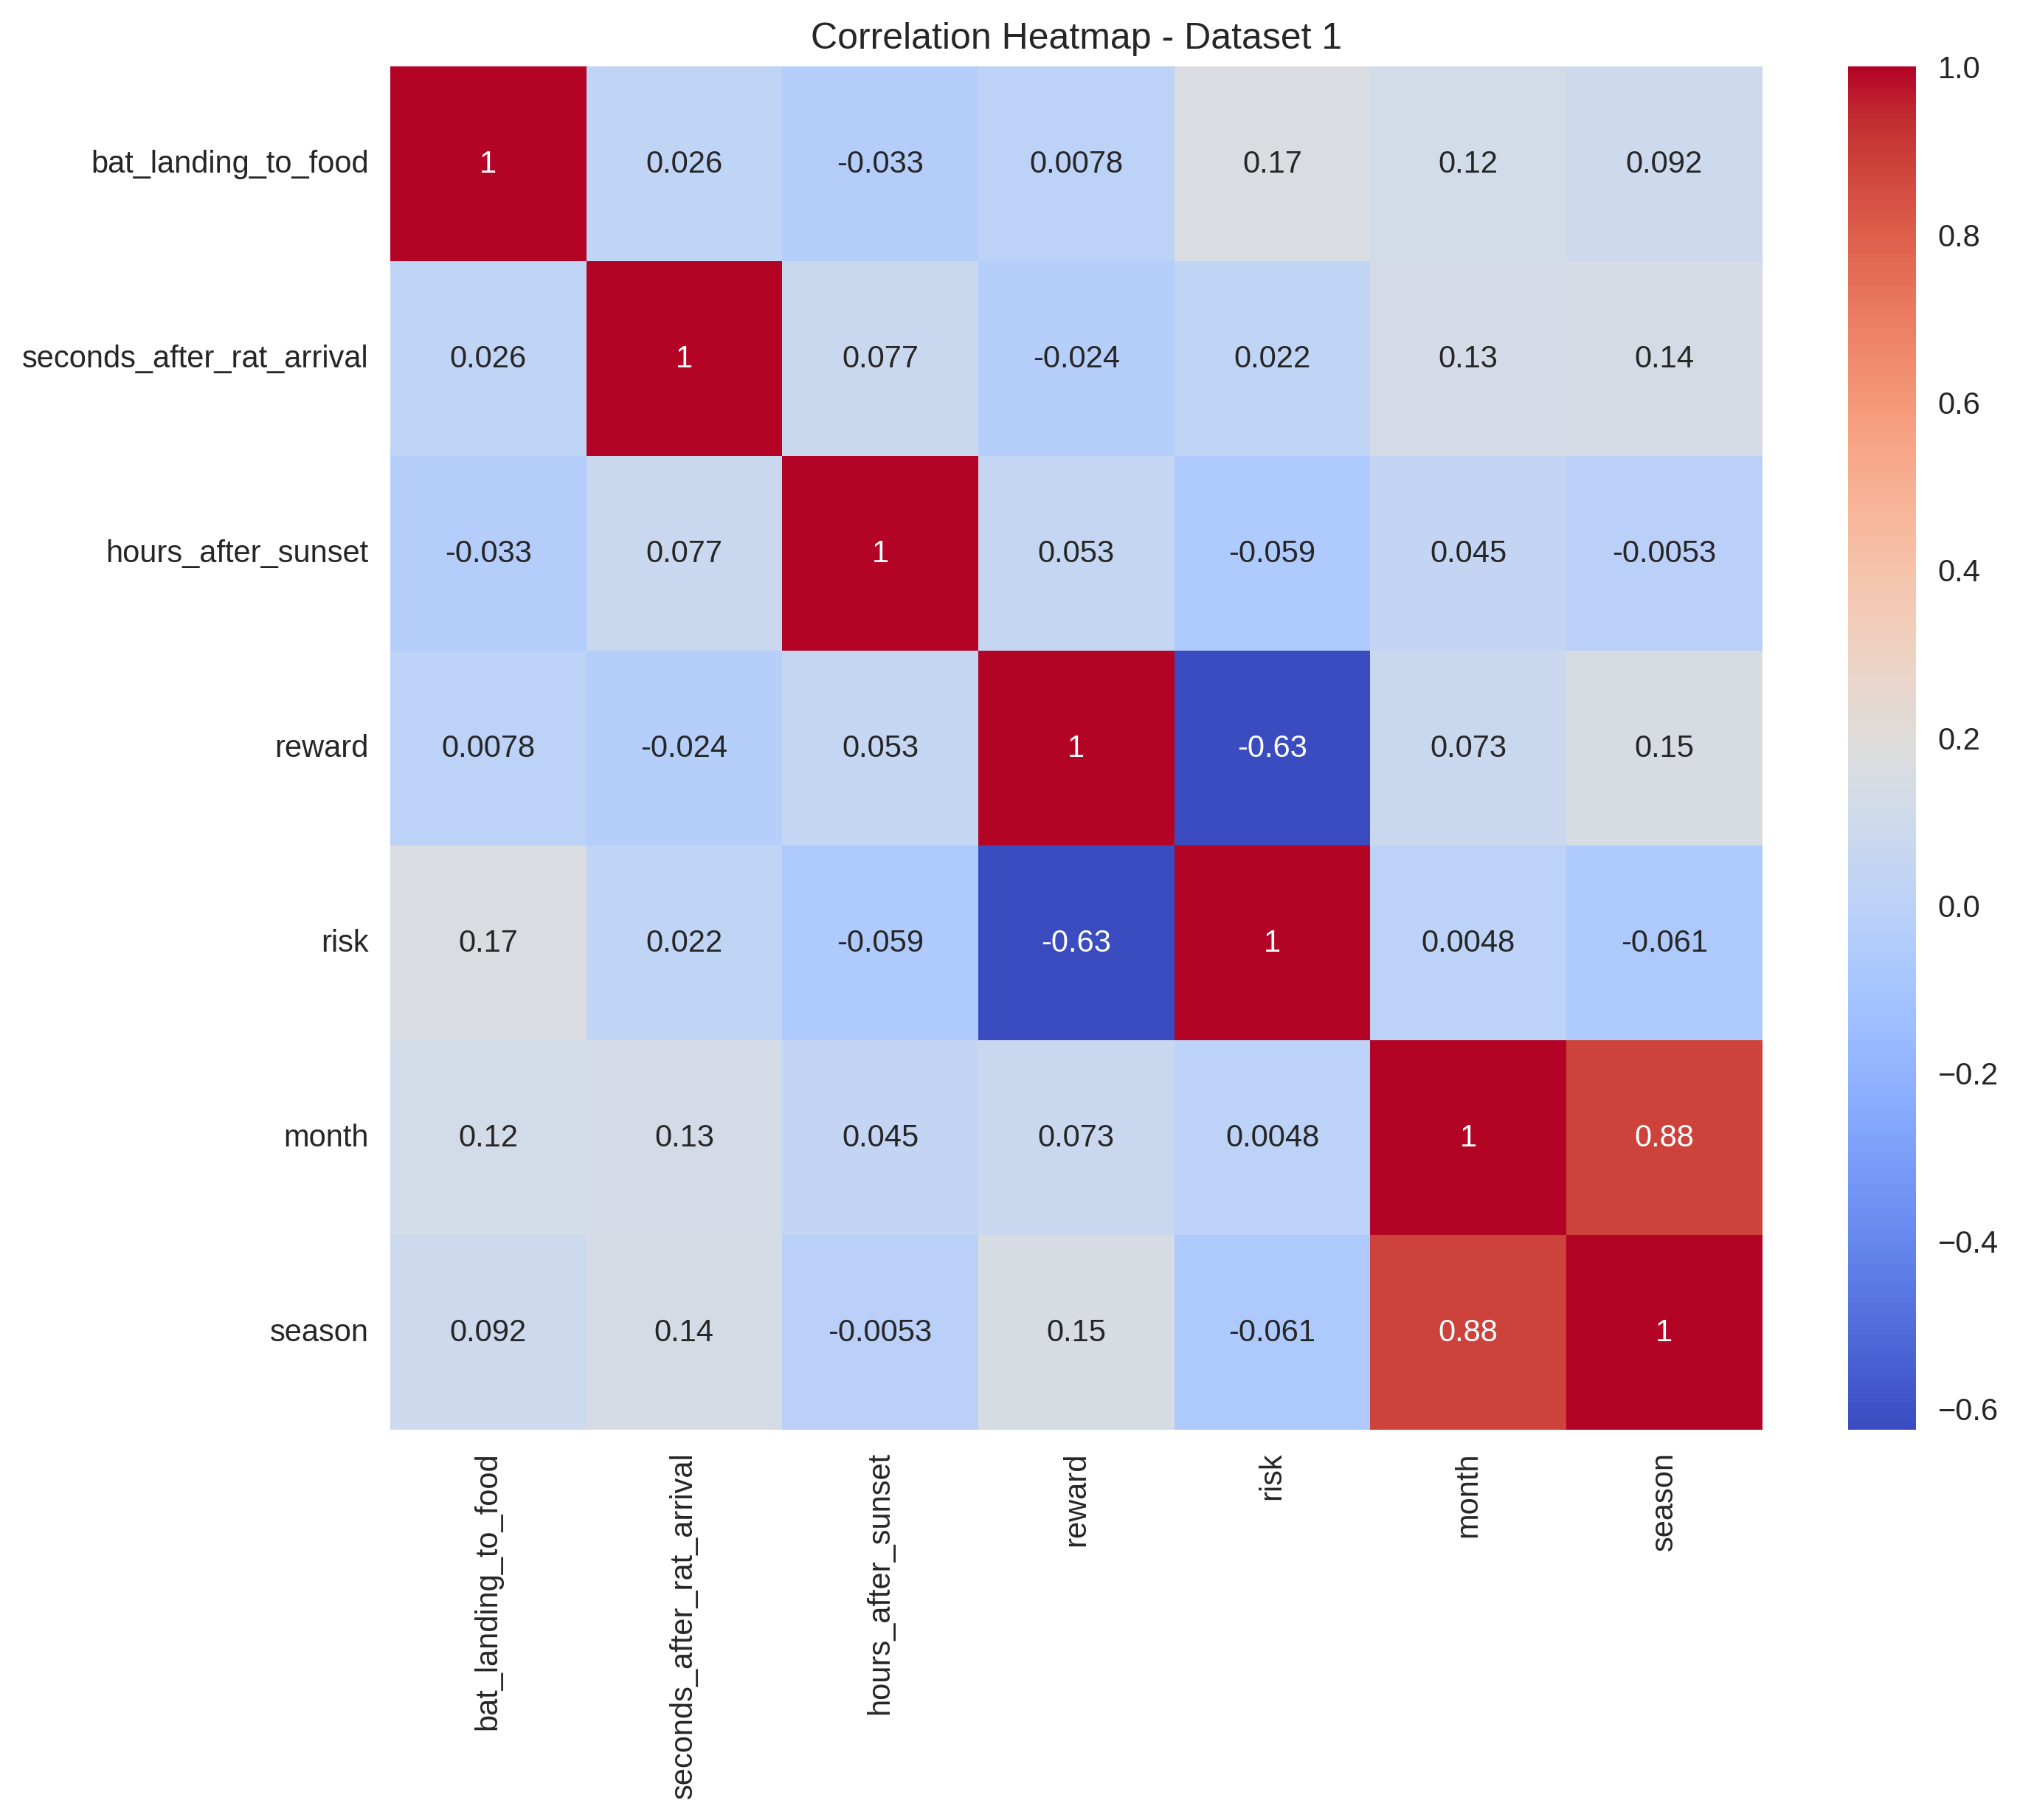 Correlation Heatmap - Dataset 1
bat_landing_to_food 1 0.026 -0.033 0.0078 0.17 0.12 0.092
seconds_after_rat_arrival 0.026 1 0.077 -0.024 0.022 0.13 0.14
hours_after_sunset -0.033 0.077 1 0.053 -0.059 0.045 -0.0053
reward 0.0078 -0.024 0.053 1 -0.63 0.073 0.15
risk 0.17 0.022 -0.059 -0.63 1 0.0048 -0.061
month 0.12 0.13 0.045 0.073 0.0048 1 0.88
season 0.092 0.14 -0.0053 0.15 -0.061 0.88 1
bat_landing_to_food
seconds_after_rat_arrival
hours_after_sunset
reward
risk
month
season
1.0
0.8
0.6
0.4
0.2
0.0
−0.2
−0.4
−0.6